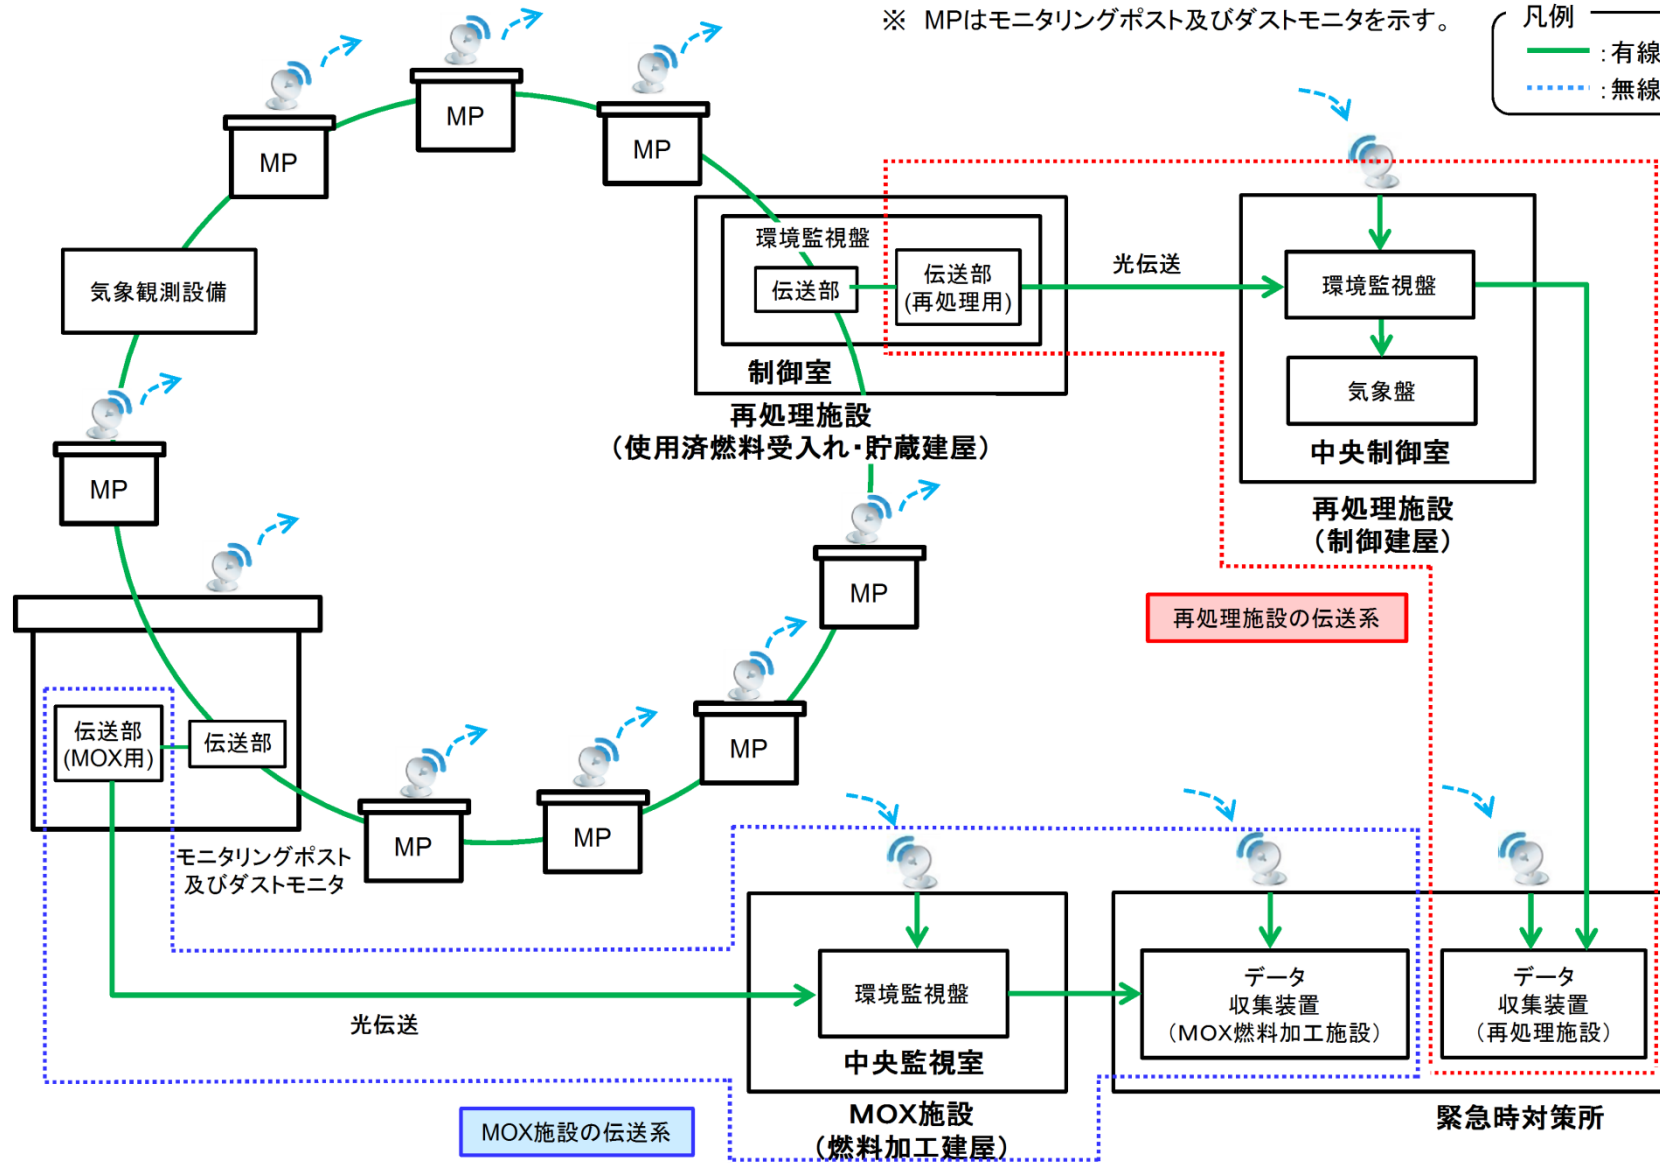 ※ MPはモニタリングポスト及びダストモニタを示す。
凡例
：有線
：無線
MP
MP
MP
気象観測設備
MP
環境監視盤
伝送部
伝送部
(再処理用)
制御室
再処理施設
（使用済燃料受入れ・貯蔵建屋）
光伝送
環境監視盤
気象盤
中央制御室
再処理施設
（制御建屋）
MP
再処理施設の伝送系
伝送部
(MOX用)
伝送部
MP
MP
MP
モニタリングポスト
及びダストモニタ
光伝送
環境監視盤
中央監視室
MOX施設
（燃料加工建屋）
データ
収集装置
（MOX燃料加工施設）
データ
収集装置
（再処理施設）
緊急時対策所
MOX施設の伝送系